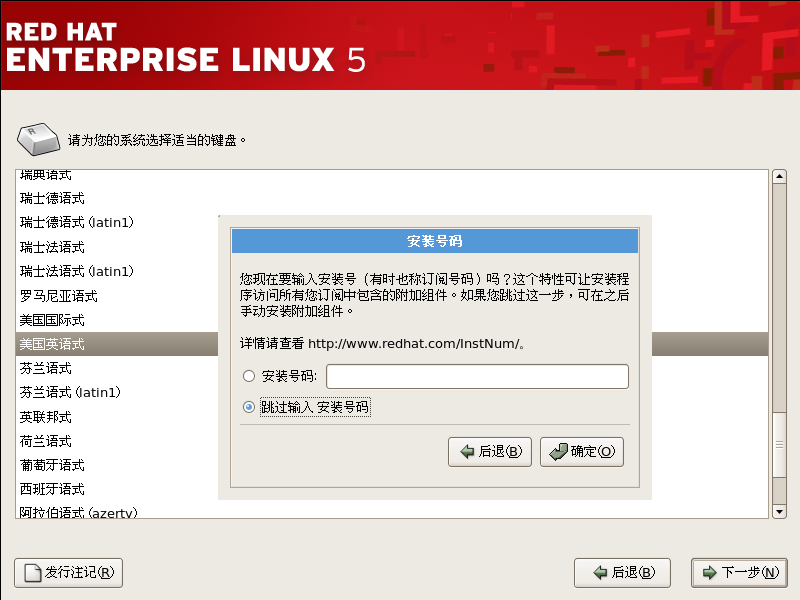 RED HAT
ENTERPRISE LINUX 5
R
请为您的系统选择适当的键盘。
瑞典语式
瑞士德语式
瑞士德语式 (latin1)
瑞士法语式
瑞士法语式 (latin1)
罗马尼亚语式
美国国际式
美国英语式
芬兰语式
芬兰语式 (latin1)
英联邦式
荷兰语式
葡萄牙语式
西班牙语式
阿拉伯语式 (azerty)
安装号码
您现在要输入安装号（有时也称订阅号码）吗？这个特性可让安装程
序访问所有您订阅中包含的附加组件。如果您跳过这一步，可在之后
手动安装附加组件。
详情请查看 http://www.redhat.com/InstNum/。
安装号码:
跳过输入 安装号码
后退(B)
确定(O)
发行注记(R)
后退(B)
下一步(N)